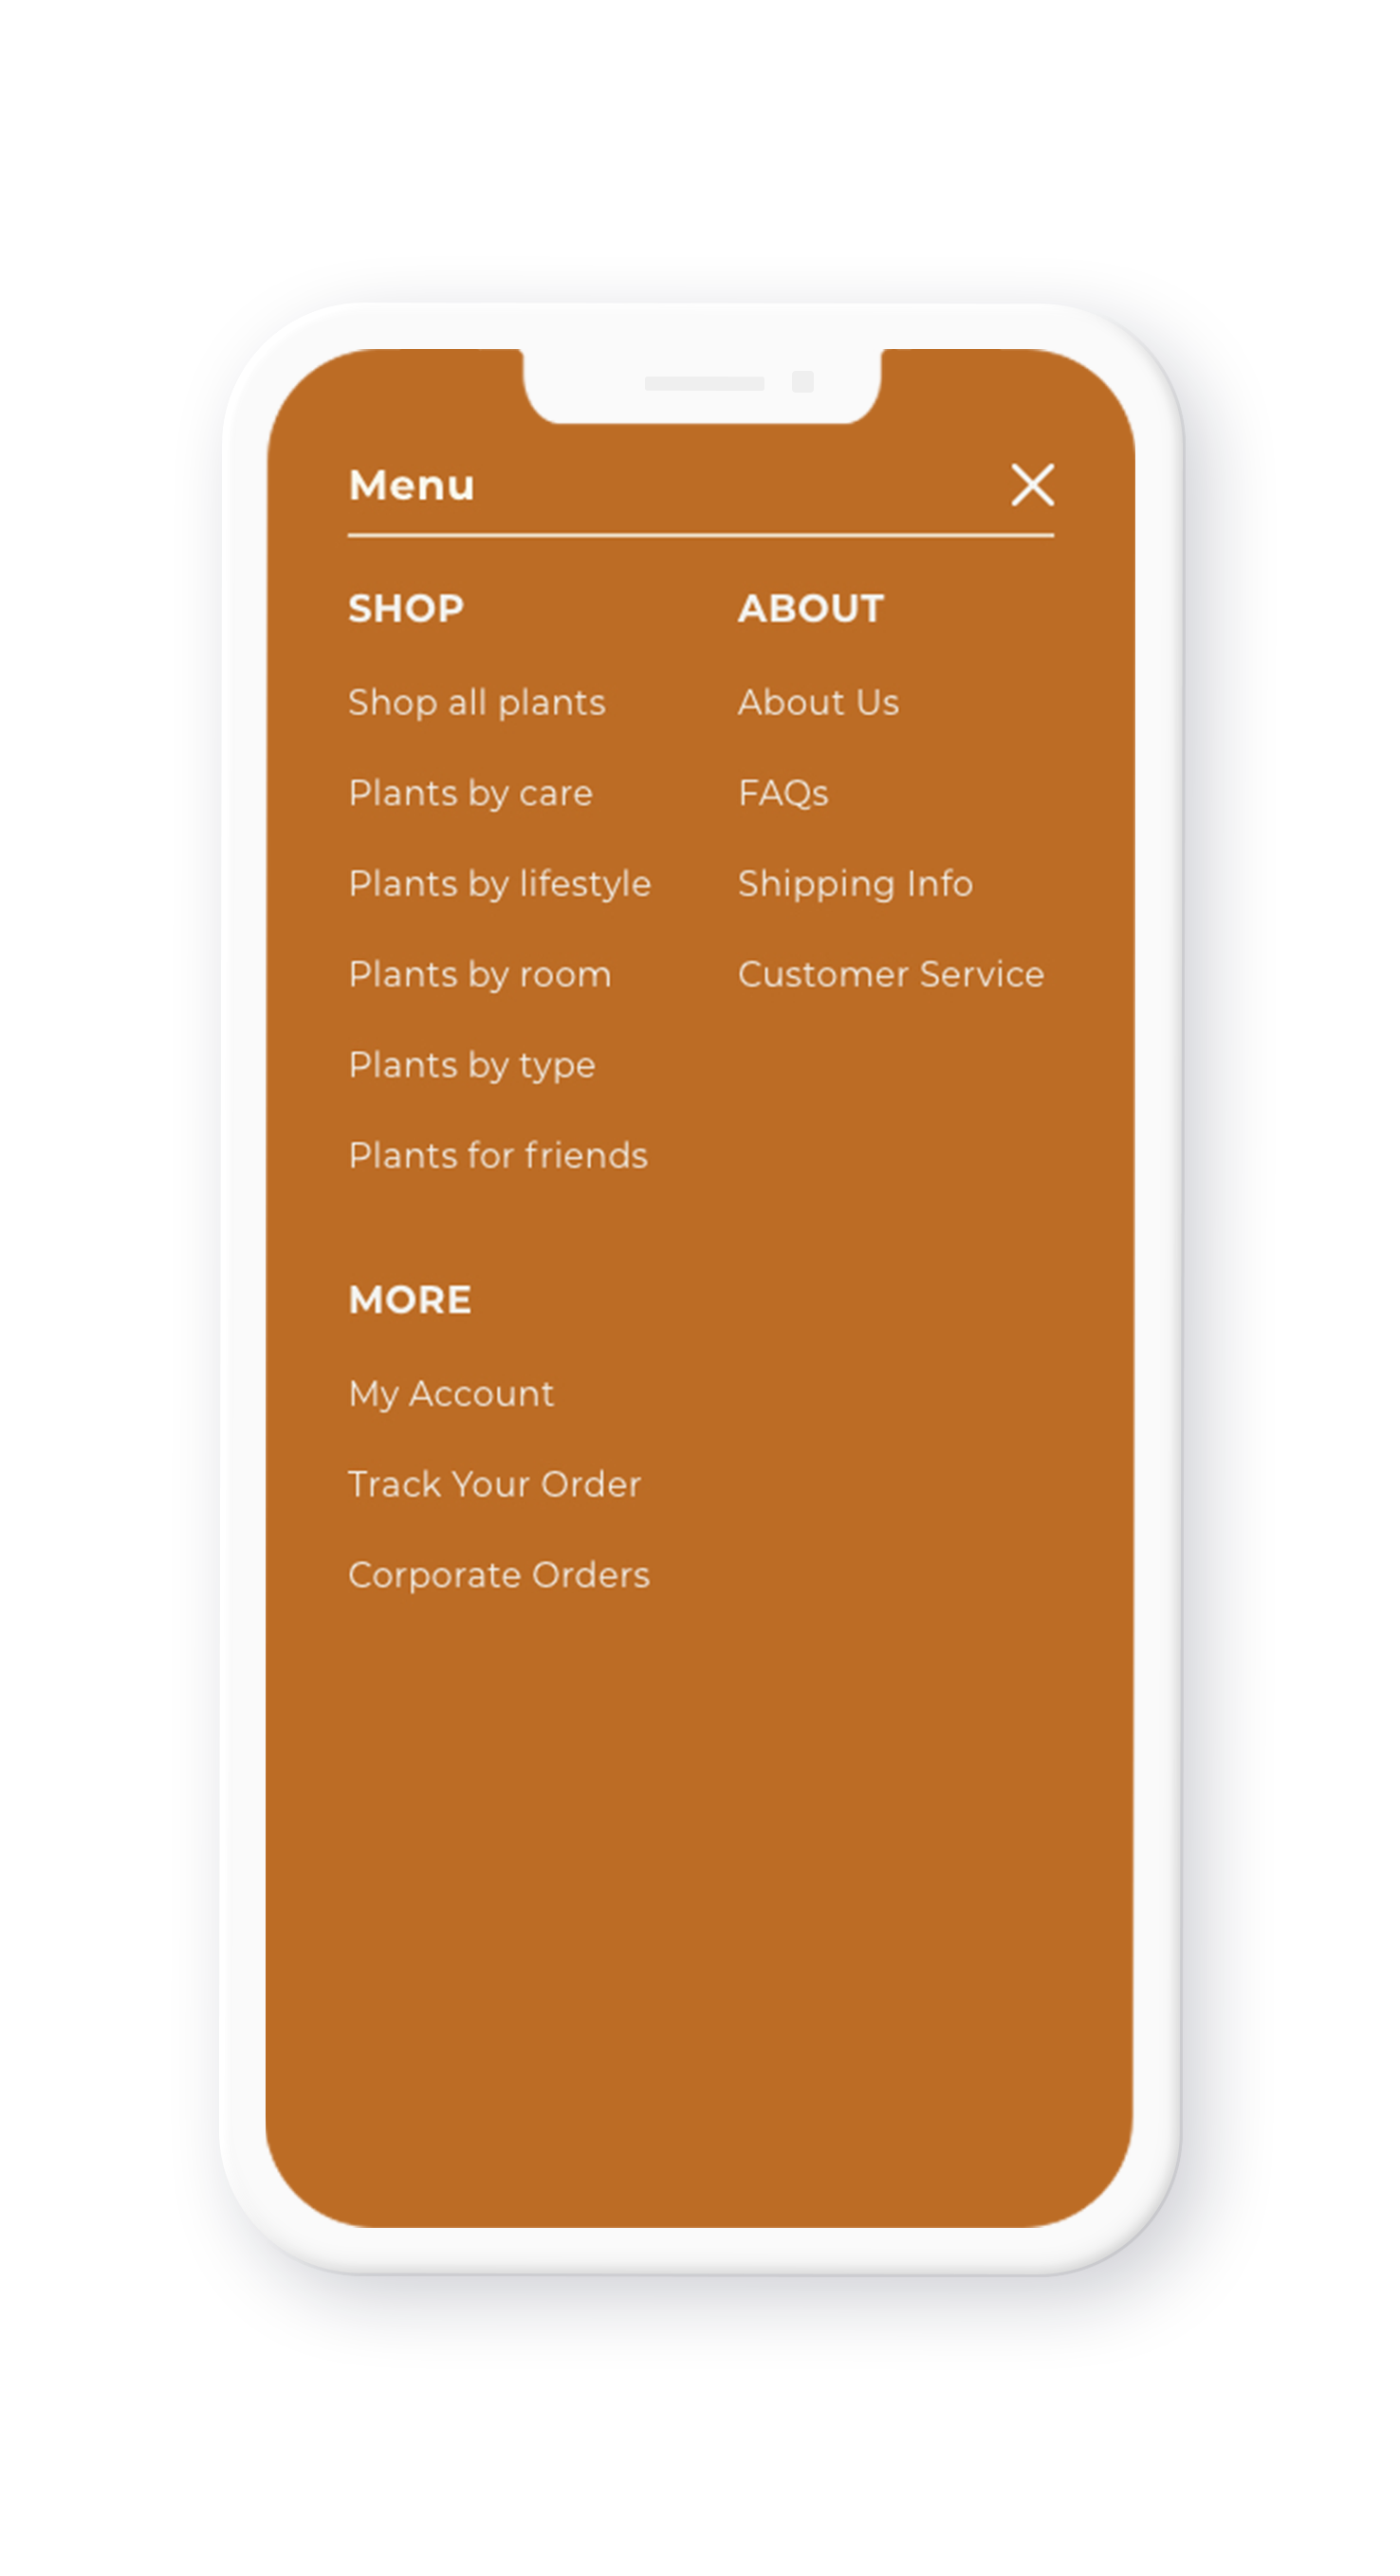 Menu
SHOP
Shop all plants
Plants by care
Plants by lifestyle
Plants by room
Plants by type
Plants for friends
ABOUT
About Us
FAQs
Shipping Info
Customer Service
MORE
My Account
Track Your Order
Corporate Orders